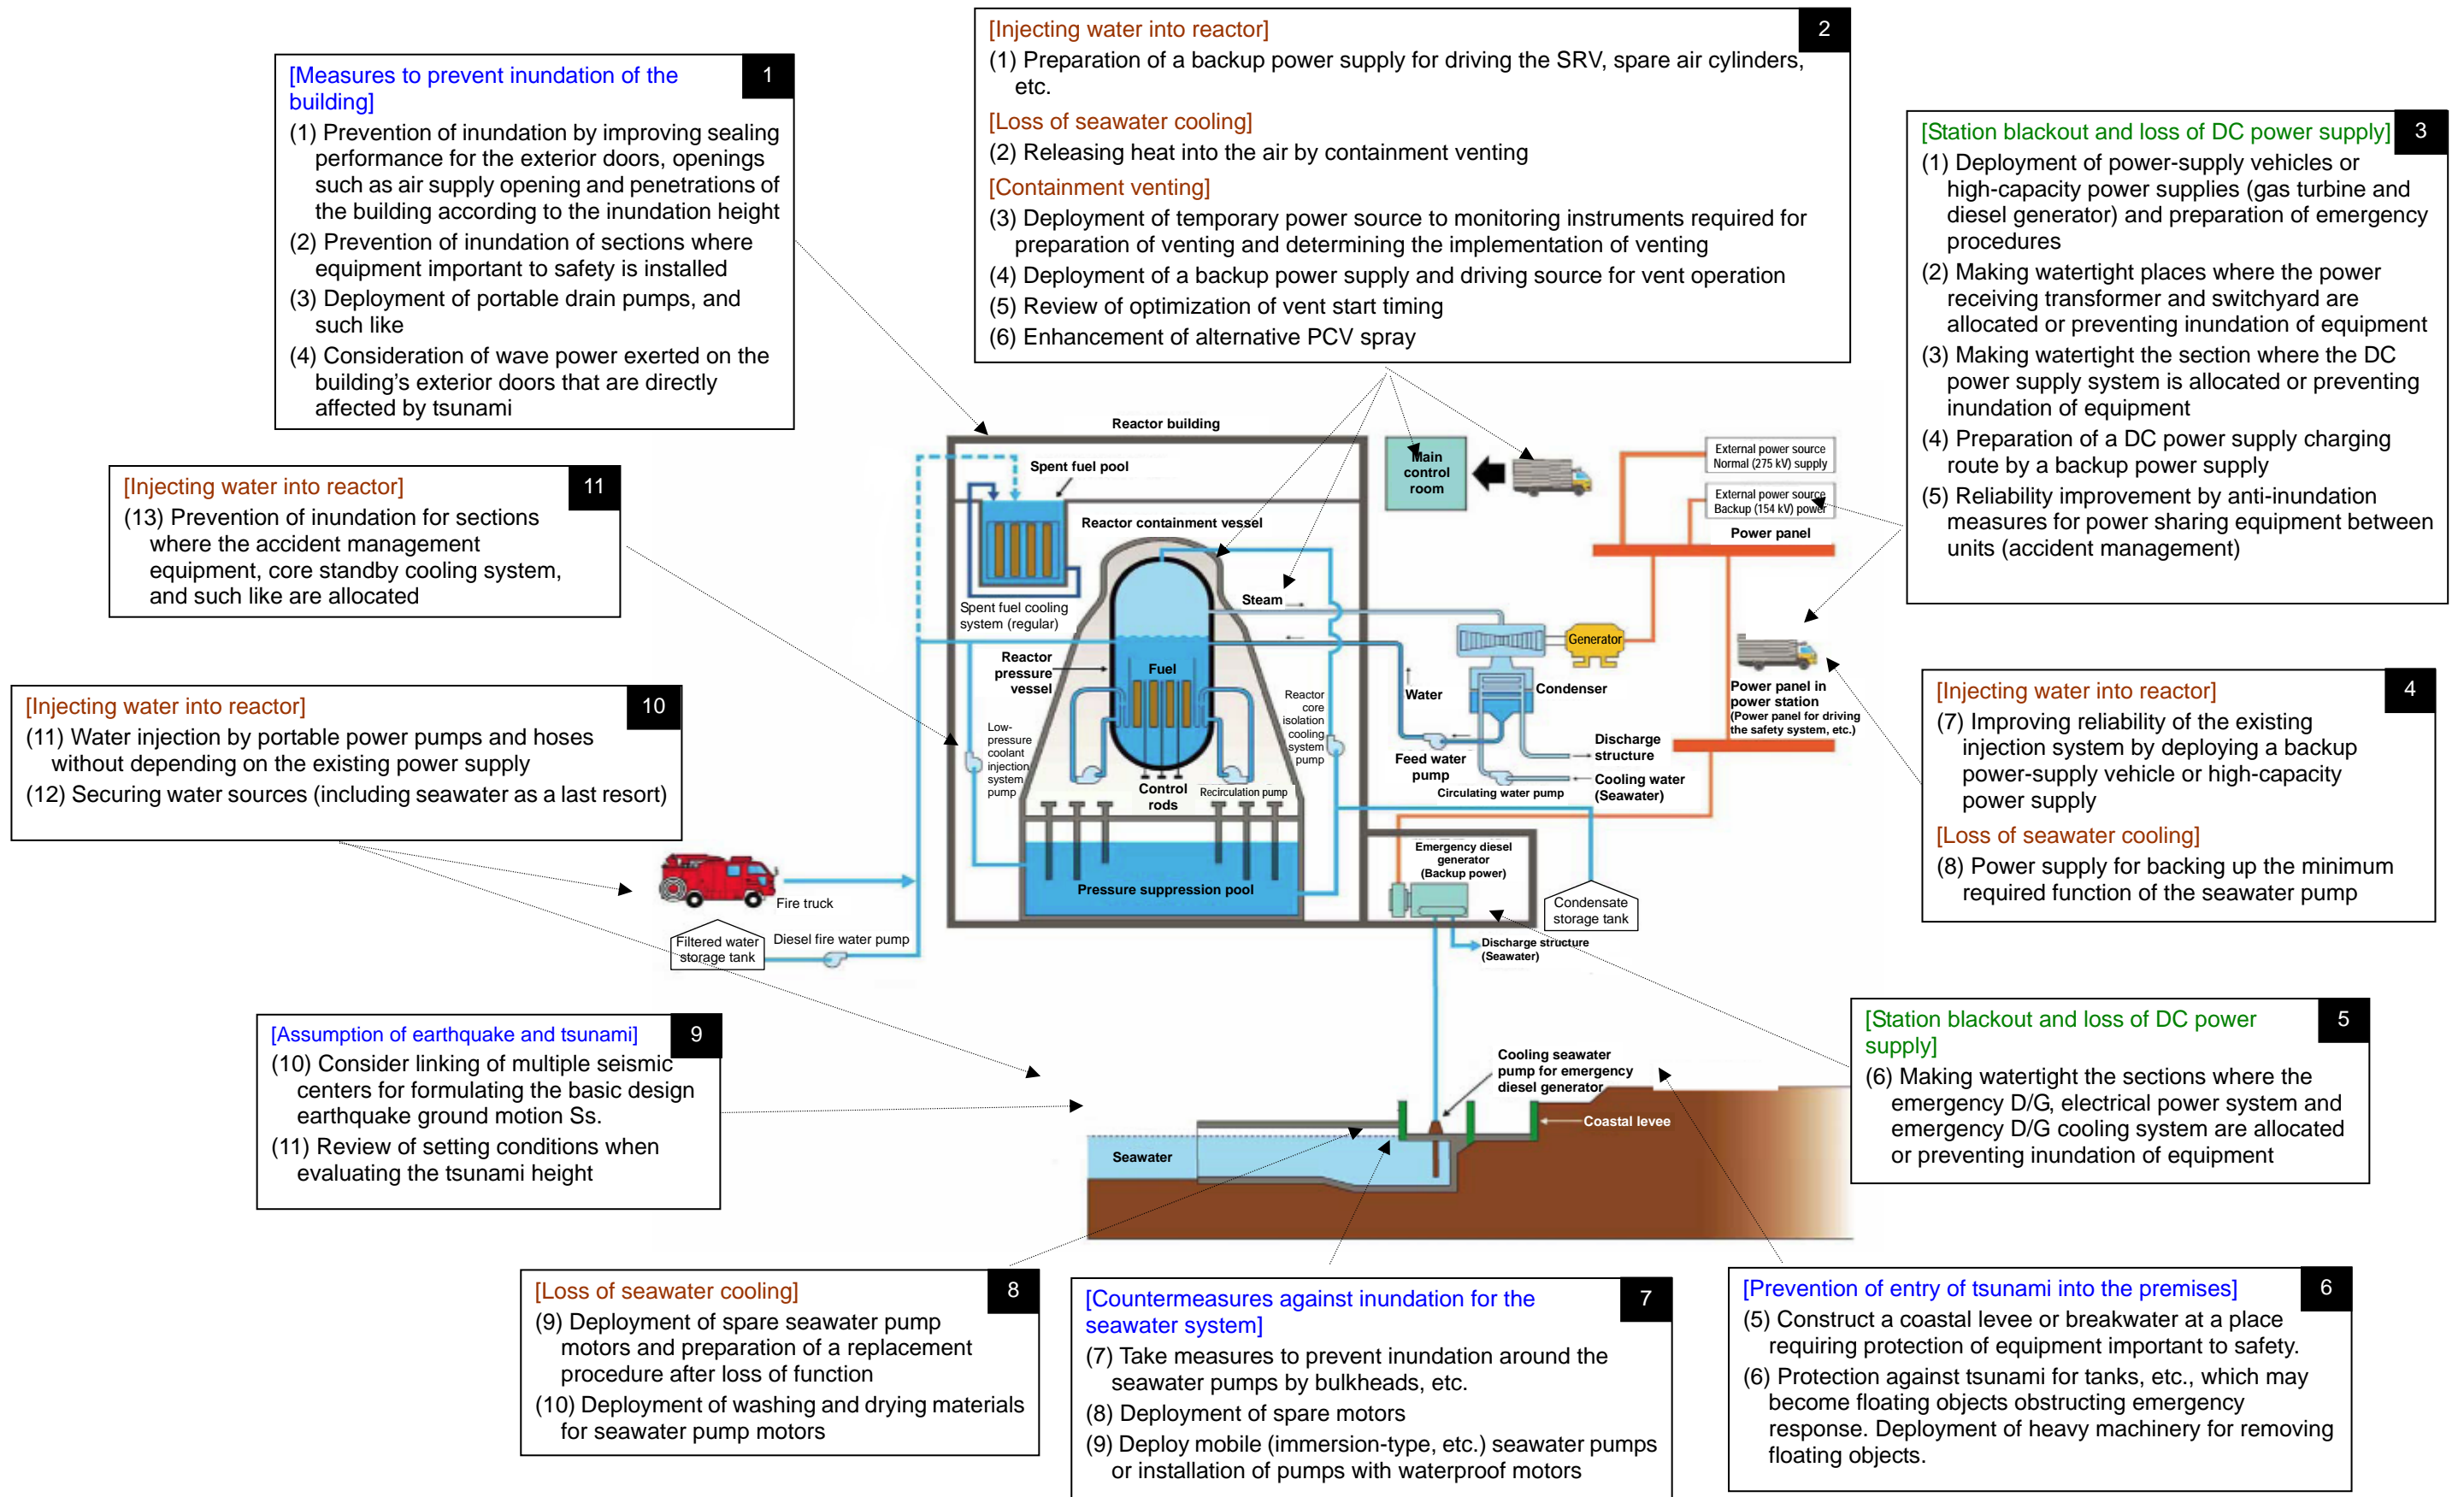 [Measures to prevent inundation of the
building]
1
(1) Prevention of inundation by improving sealing
performance for the exterior doors, openings
such as air supply opening and penetrations of
the building according to the inundation height
(2) Prevention of inundation of sections where
equipment important to safety is installed
(3) Deployment of portable drain pumps, and
such like
(4) Consideration of wave power exerted on the
building's exterior doors that are directly
affected by tsunami
[Injecting water into reactor]
2
(1) Preparation of a backup power supply for driving the SRV, spare air cylinders,
etc.
[Loss of seawater cooling]
(2) Releasing heat into the air by containment venting
[Containment venting]
(3) Deployment of temporary power source to monitoring instruments required for
preparation of venting and determining the implementation of venting
(4) Deployment of a backup power supply and driving source for vent operation
(5) Review of optimization of vent start timing
(6) Enhancement of alternative PCV spray
[Station blackout and loss of DC power supply]
3
(1) Deployment of power-supply vehicles or
high-capacity power supplies (gas turbine and
diesel generator) and preparation of emergency
procedures
(2) Making watertight places where the power
receiving transformer and switchyard are
allocated or preventing inundation of equipment
(3) Making watertight the section where the DC
power supply system is allocated or preventing
inundation of equipment
(4) Preparation of a DC power supply charging
route by a backup power supply
(5) Reliability improvement by anti-inundation
measures for power sharing equipment between
units (accident management)
[Injecting water into reactor]
11
(13) Prevention of inundation for sections
where the accident management
equipment, core standby cooling system,
and such like are allocated
[Injecting water into reactor]
10
(11) Water injection by portable power pumps and hoses
without depending on the existing power supply
(12) Securing water sources (including seawater as a last resort)
Reactor building
Spent fuel pool
Reactor containment vessel
Spent fuel cooling
system (regular)
Steam
Reactor
pressure
vessel
Fuel
Low-
pressure
coolant
injection
system
pump
Control
rods
Recirculation pump
Reactor
core
isolation
cooling
system
pump
Pressure suppression pool
Main
control
room
External power source
Normal (275 kV) supply
External power source
Backup (154 kV) power
Power panel
Generator
Water
Condenser
Feed water
pump
Circulating water pump
Discharge
structure
Cooling water
(Seawater)
Power panel in
power station
(Power panel for driving
the safety system, etc.)
Emergency diesel
generator
(Backup power)
Condensate
storage tank
Discharge structure
(Seawater)
Fire truck
Filtered water
storage tank
Diesel fire water pump
[Injecting water into reactor]
4
(7) Improving reliability of the existing
injection system by deploying a backup
power-supply vehicle or high-capacity
power supply
[Loss of seawater cooling]
(8) Power supply for backing up the minimum
required function of the seawater pump
[Assumption of earthquake and tsunami]
9
(10) Consider linking of multiple seismic
centers for formulating the basic design
earthquake ground motion Ss.
(11) Review of setting conditions when
evaluating the tsunami height
Cooling seawater
pump for emergency
diesel generator
Coastal levee
Seawater
[Station blackout and loss of DC power
supply]
5
(6) Making watertight the sections where the
emergency D/G, electrical power system and
emergency D/G cooling system are allocated
or preventing inundation of equipment
[Loss of seawater cooling]
8
(9) Deployment of spare seawater pump
motors and preparation of a replacement
procedure after loss of function
(10) Deployment of washing and drying materials
for seawater pump motors
[Countermeasures against inundation for the
seawater system]
7
(7) Take measures to prevent inundation around the
seawater pumps by bulkheads, etc.
(8) Deployment of spare motors
(9) Deploy mobile (immersion-type, etc.) seawater pumps
or installation of pumps with waterproof motors
[Prevention of entry of tsunami into the premises]
6
(5) Construct a coastal levee or breakwater at a place
requiring protection of equipment important to safety.
(6) Protection against tsunami for tanks, etc., which may
become floating objects obstructing emergency
response. Deployment of heavy machinery for removing
floating objects.